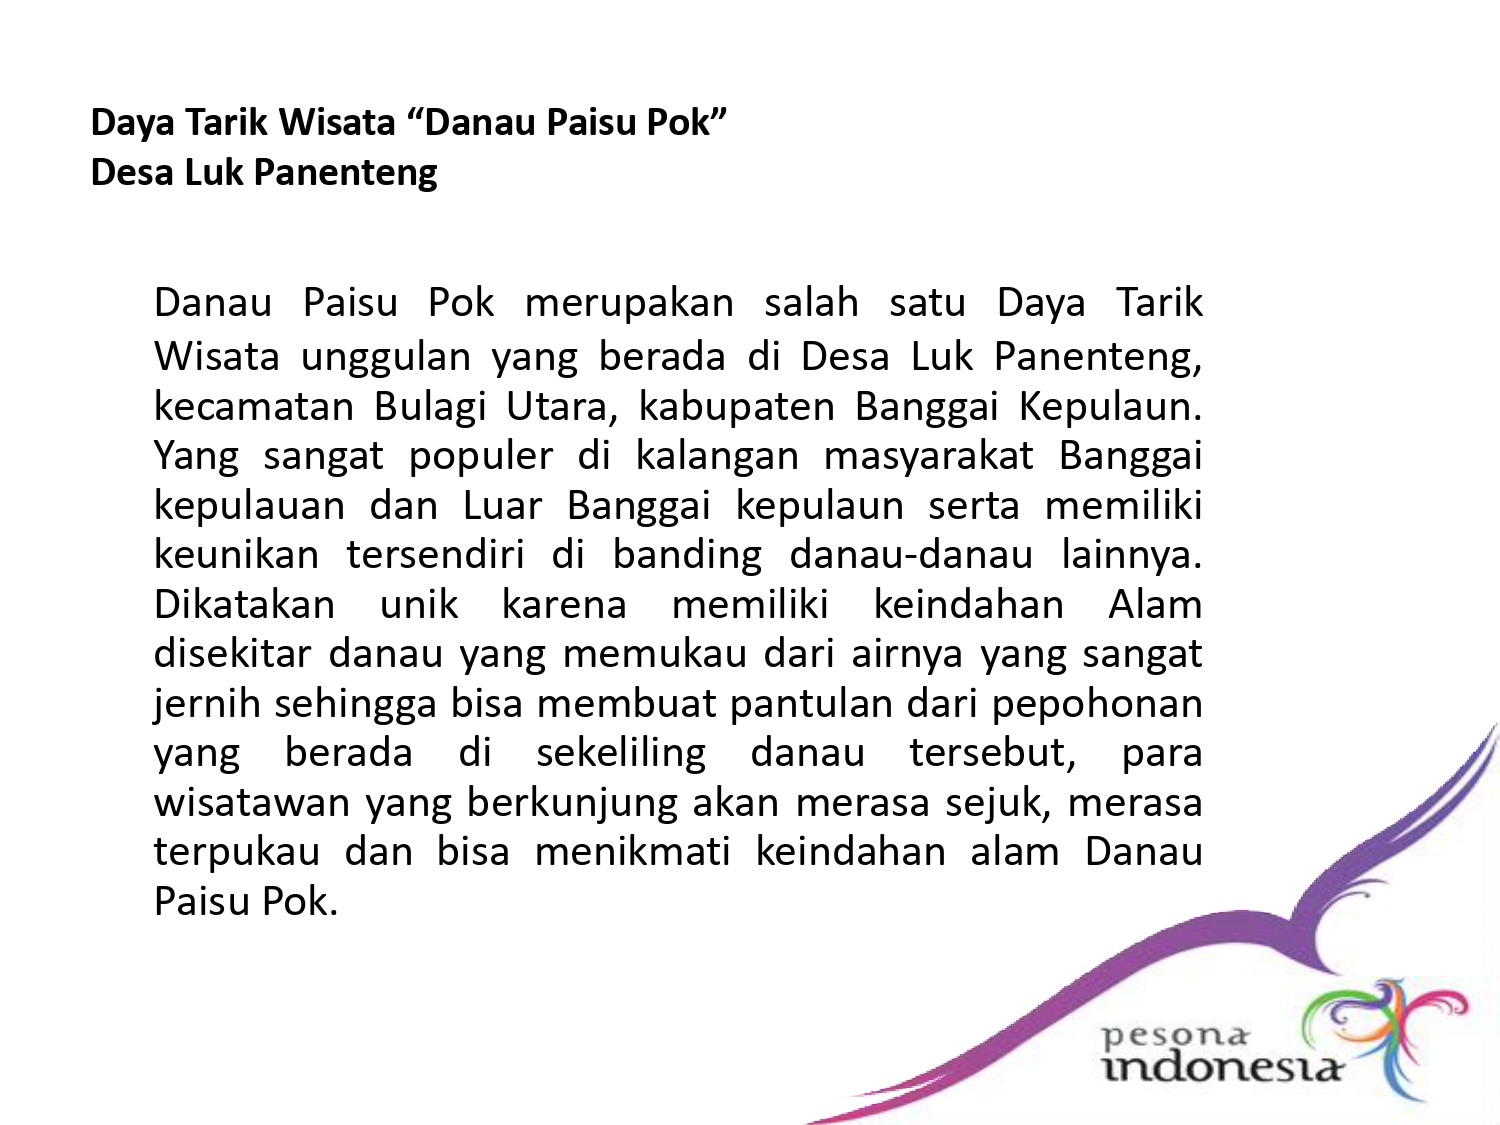 Daya Tarik Wisata “Danau Paisu Pok”
Desa Luk Panenteng
Danau Paisu Pok merupakan salah satu Daya Tarik
Wisata unggulan yang berada di Desa Luk Panenteng,
kecamatan Bulagi Utara, kabupaten Banggai Kepulaun.
Yang sangat populer di kalangan masyarakat Banggai
kepulauan dan Luar Banggai kepulaun serta memiliki
keunikan tersendiri di banding danau-danau lainnya.
Dikatakan unik karena memiliki keindahan Alam
disekitar danau yang memukau dari airnya yang sangat
jernih sehingga bisa membuat pantulan dari pepohonan
yang berada di sekeliling danau tersebut, para
wisatawan yang berkunjung akan merasa sejuk, merasa
terpukau dan bisa menikmati keindahan alam Danau
Paisu Pok.
pesona
indonesia